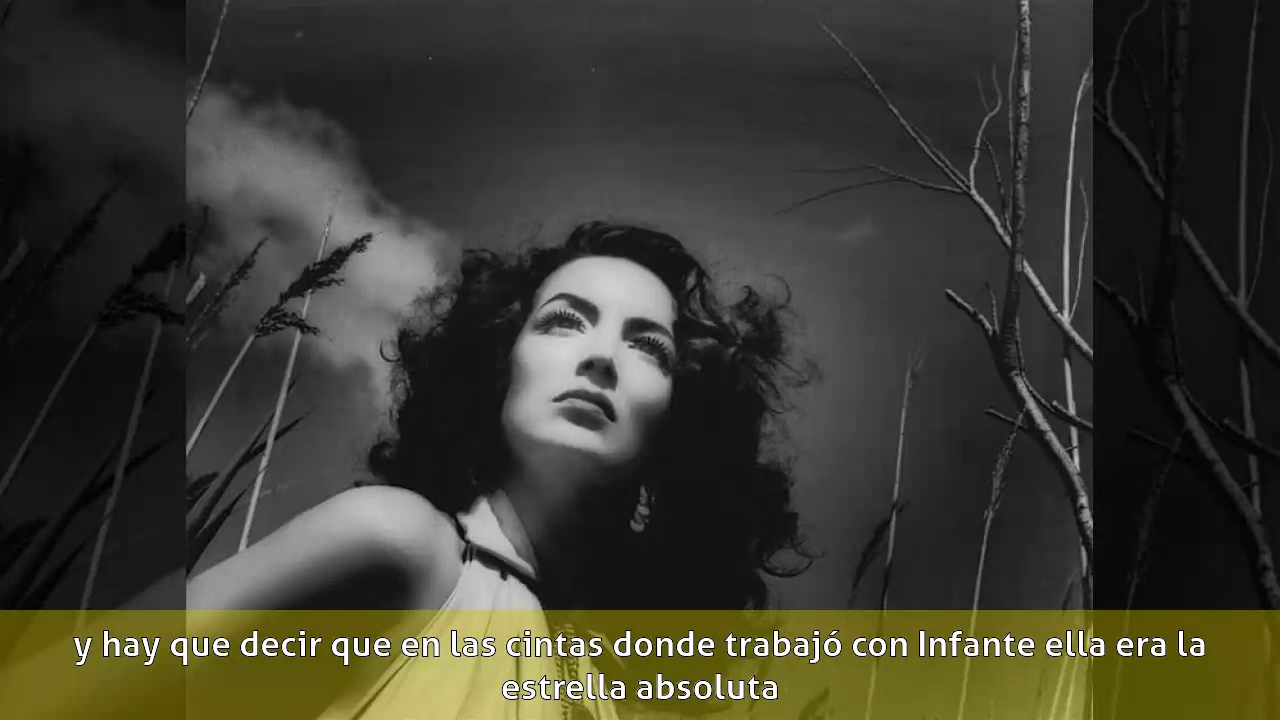 y hay que decir que en las cintas donde trabajó con Infante ella era la
estrella absoluta